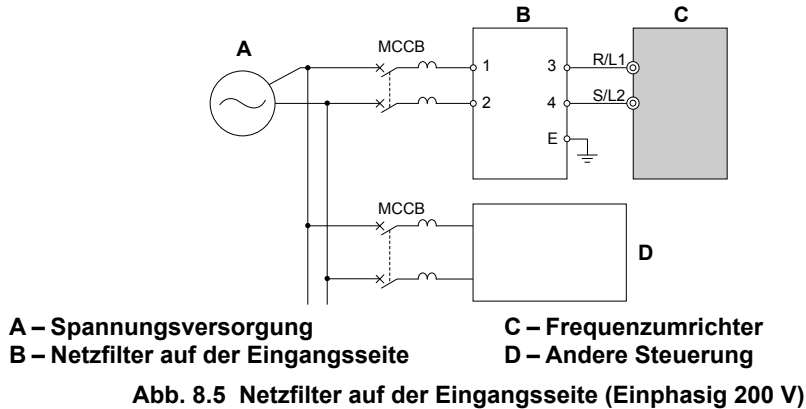 B C
A
MCCB
1 3 R/L1
2 4 S/L2
E
MCCB
D
A – Spannungsversorgung C – Frequenzumrichter
B – Netzfilter auf der Eingangsseite D – Andere Steuerung
Abb. 8.5 Netzfilter auf der Eingangsseite (Einphasig 200 V)